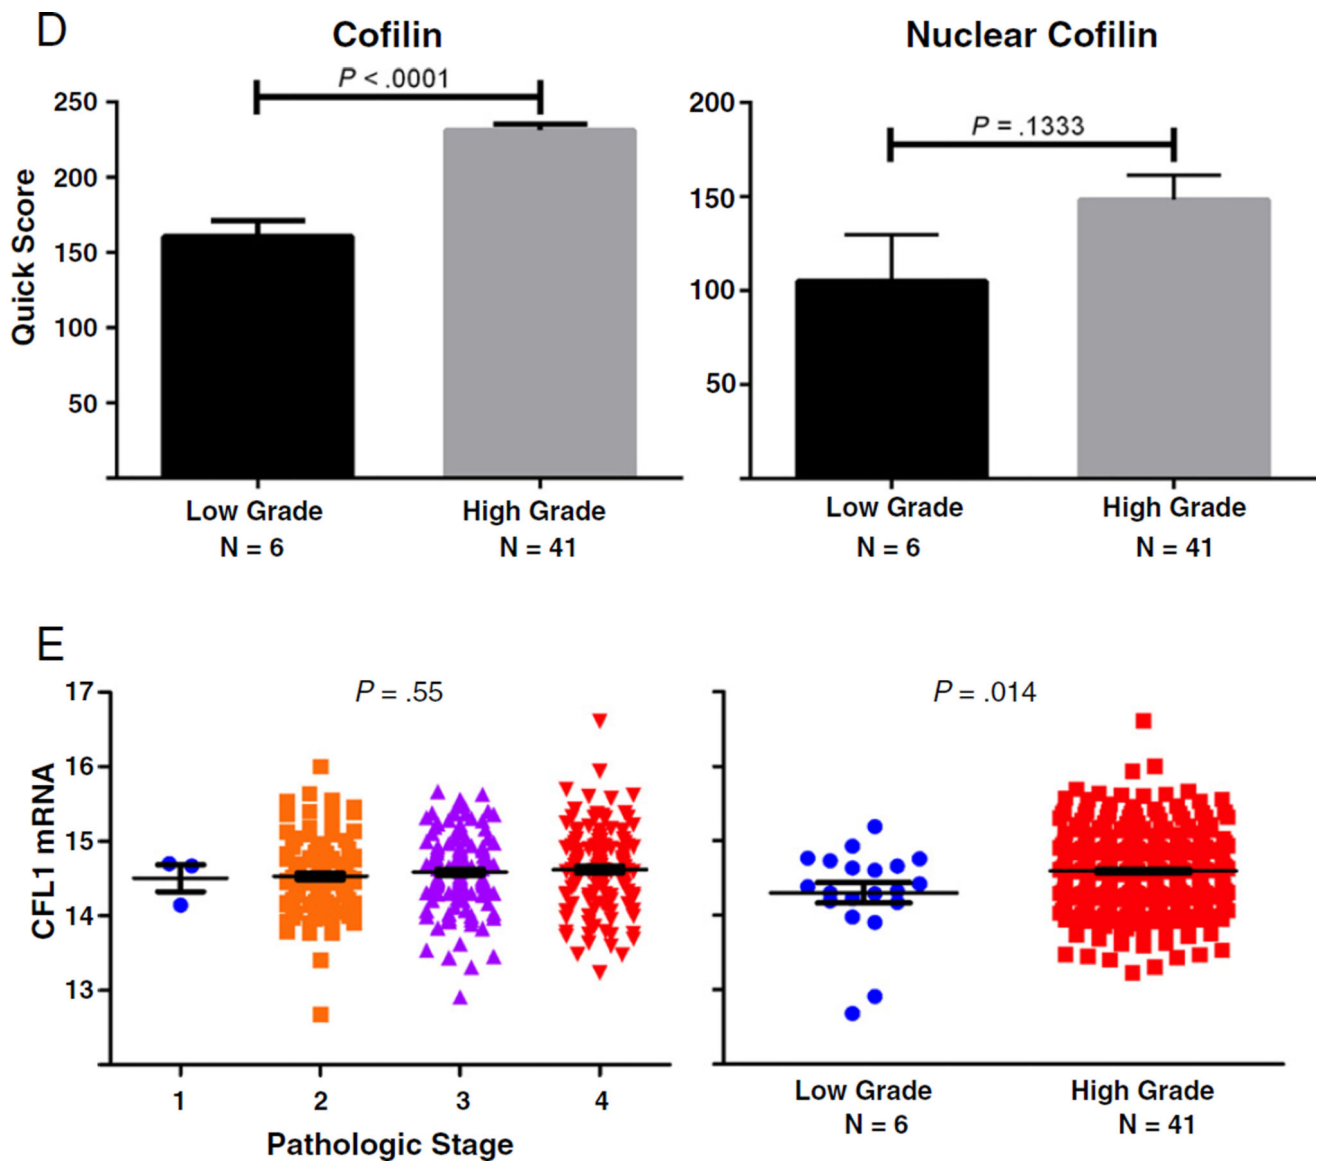 D
Cofilin
Nuclear Cofilin
P < .0001
P = .1333
Quick Score
250
200
150
100
50
200
150
100
50
Low Grade
N = 6
High Grade
N = 41
Low Grade
N = 6
High Grade
N = 41
E
P = .55
P = .014
CFL1 mRNA
17
16
15
14
13
1
2
3
4
Pathologic Stage
Low Grade
N = 6
High Grade
N = 41